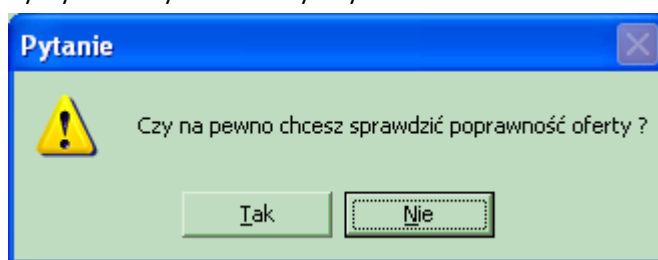 Pytanie
Czy na pewno chcesz sprawdzić poprawność oferty ?
Tak
Nie